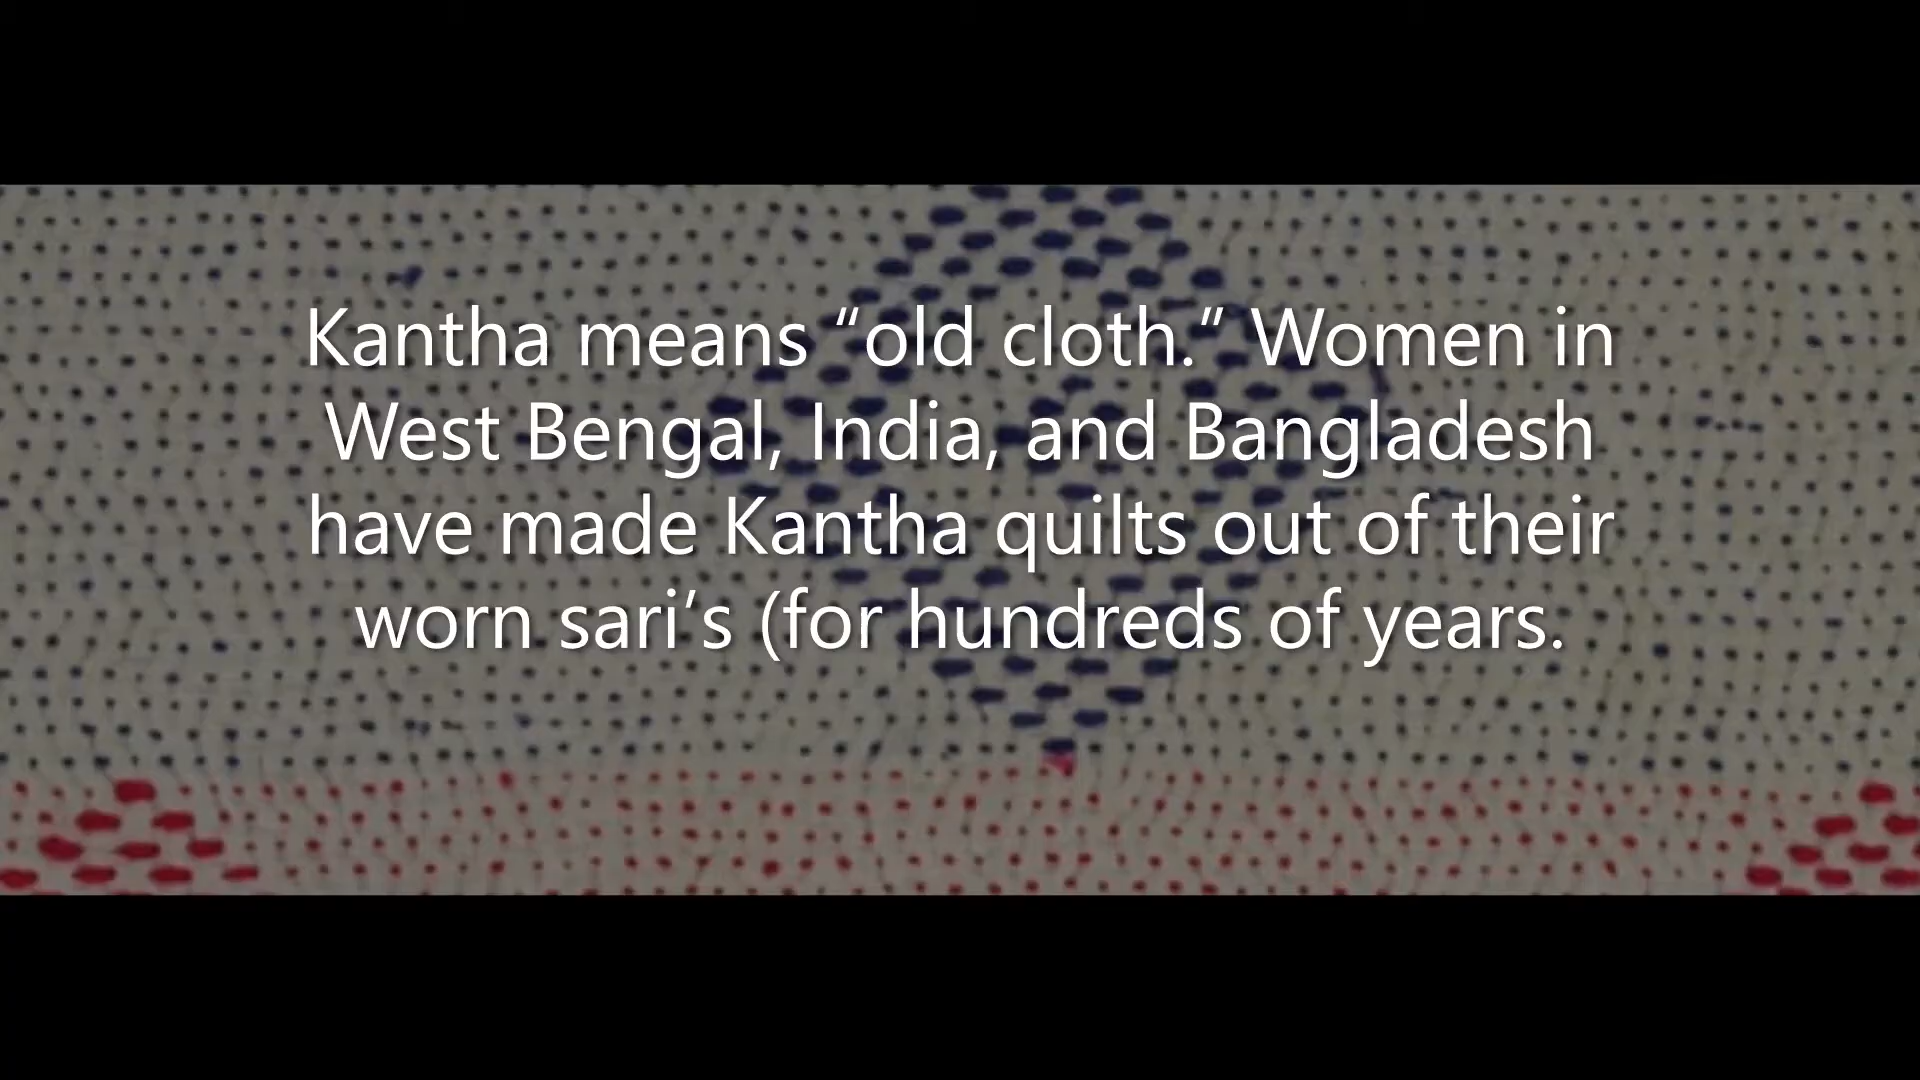 Kantha means “old cloth.” Women in
West Bengal, India, and Bangladesh
have made Kantha quilts out of their
worn sari’s (for hundreds of years.